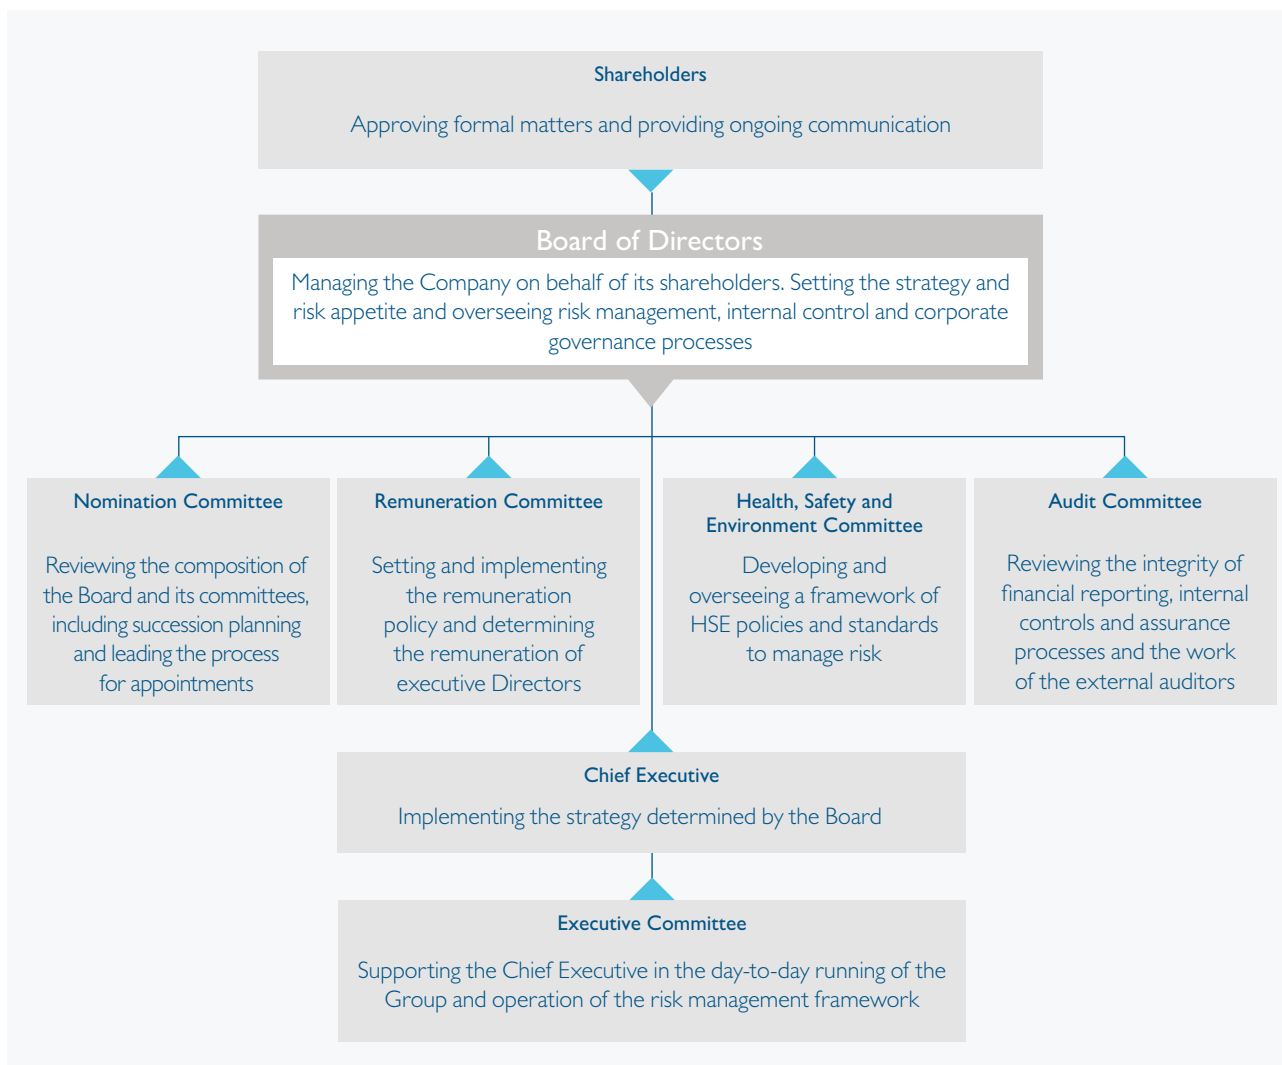 Shareholders
Approving formal matters and providing ongoing communication
Board of Directors
Managing the Company on behalf of its shareholders. Setting the strategy and
risk appetite and overseeing risk management, internal control and corporate
governance processes
Nomination Committee
Reviewing the composition of
the Board and its committees,
including succession planning
and leading the process
for appointments
Remuneration Committee
Setting and implementing
the remuneration
policy and determining
the remuneration of
executive Directors
Health, Safety and
Environment Committee
Developing and
overseeing a framework of
HSE policies and standards
to manage risk
Audit Committee
Reviewing the integrity of
financial reporting, internal
controls and assurance
processes and the work
of the external auditors
Chief Executive
Implementing the strategy determined by the Board
Executive Committee
Supporting the Chief Executive in the day-to-day running of the
Group and operation of the risk management framework